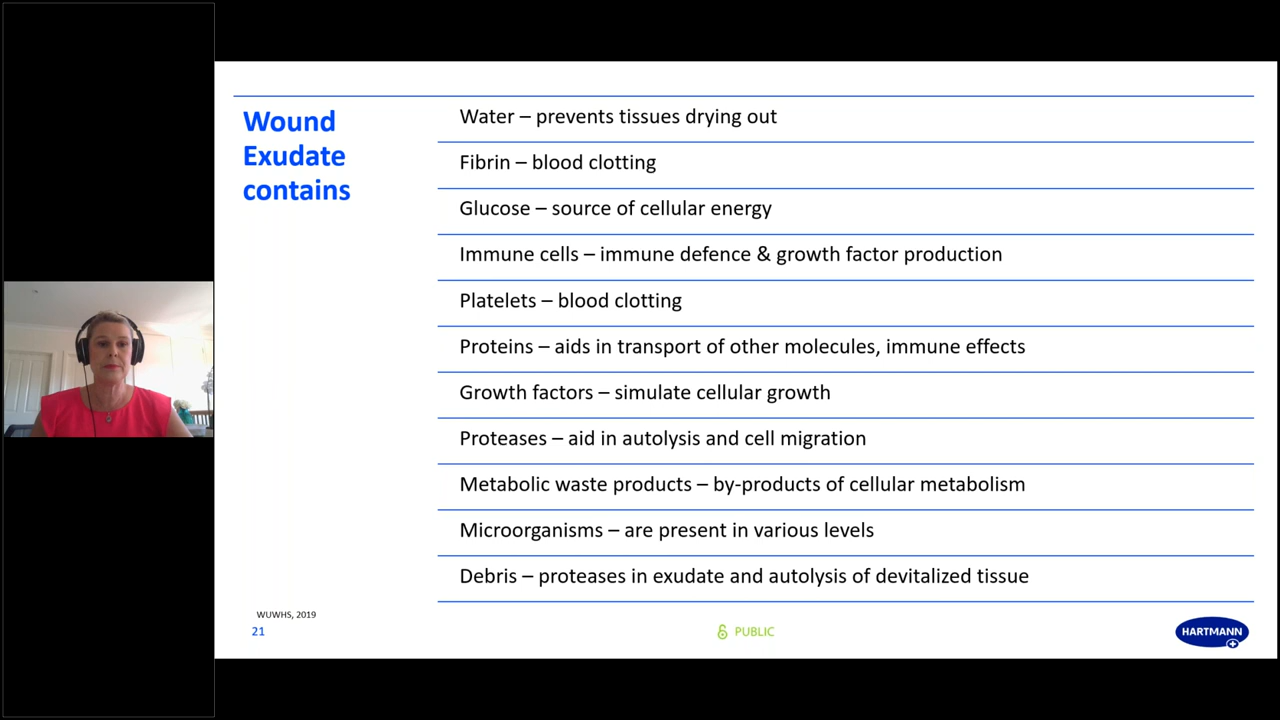 Wound
Exudate
contains
Water – prevents tissues drying out
Fibrin – blood clotting
Glucose – source of cellular energy
Immune cells – immune defence & growth factor production
Platelets – blood clotting
Proteins – aids in transport of other molecules, immune effects
Growth factors – simulate cellular growth
Proteases – aid in autolysis and cell migration
Metabolic waste products – by-products of cellular metabolism
Microorganisms – are present in various levels
Debris – proteases in exudate and autolysis of devitalized tissue
WUWHS, 2019
21
PUBLIC
HARTMANN